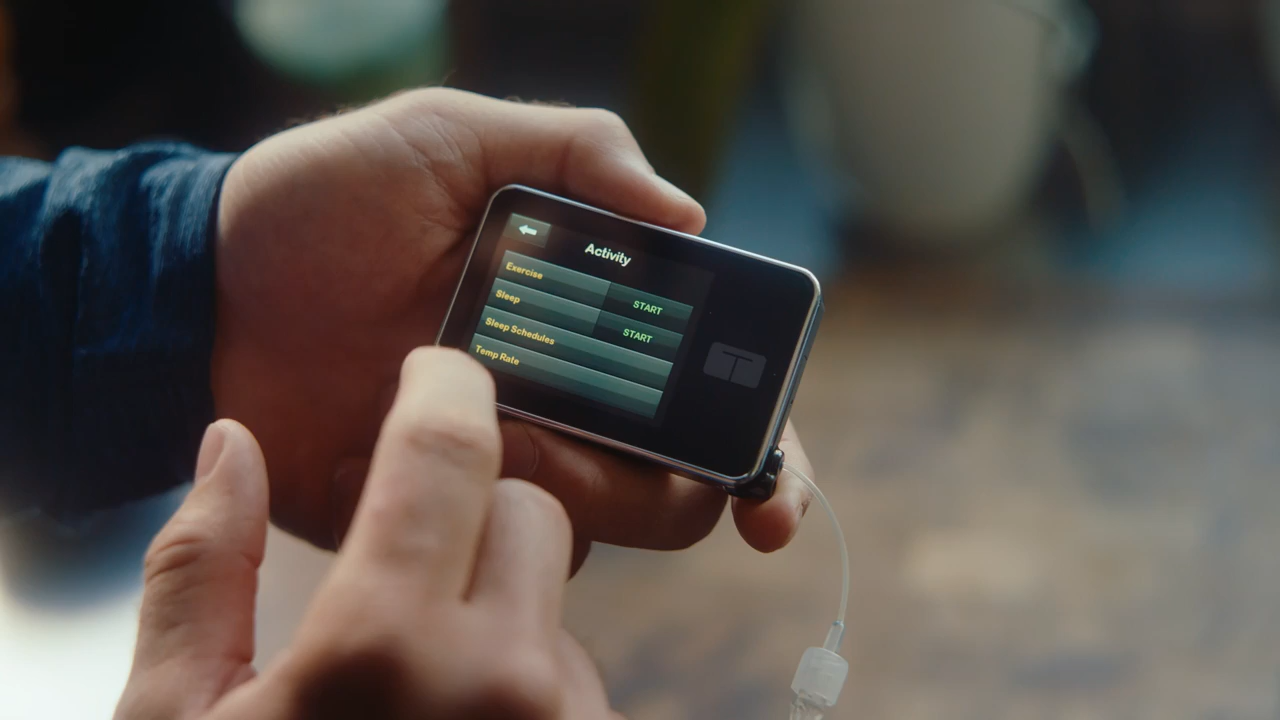 Activity
Exercise
START
Sleep
START
Sleep Schedules
Temp Rate